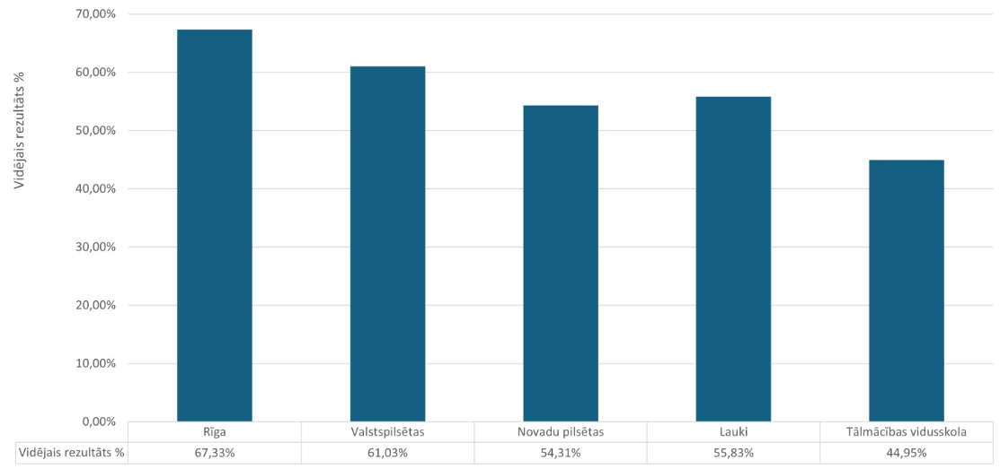 70,00%
60,00%
50,00%
40,00%
30,00%
20,00%
10,00%
0,00%
Vidējais rezultāts %
Rīga Valstspilsētas Novadu pilsētas Lauki Tālmācības vidusskola
Vidējais rezultāts % 67,33% 61,03% 54,31% 55,83% 44,95%